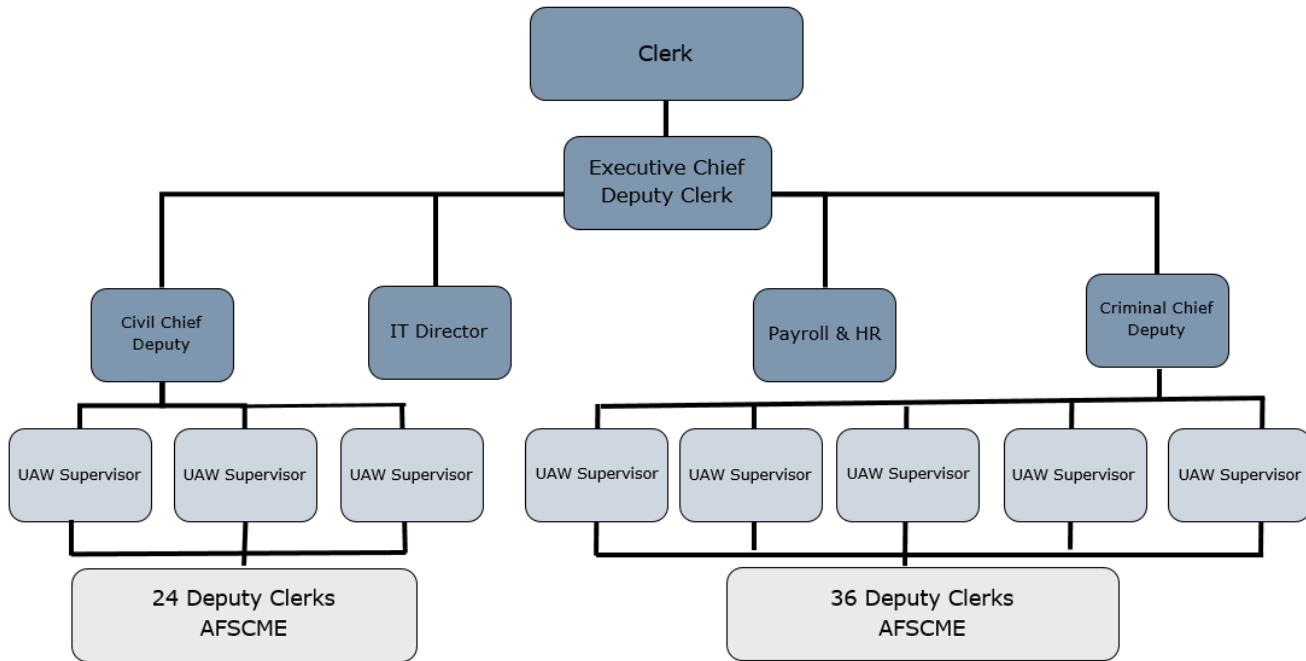 Clerk
Executive Chief
Deputy Clerk
Civil Chief
Deputy
IT Director
Payroll & HR
Criminal Chief
Deputy
UAW Supervisor
UAW Supervisor
UAW Supervisor
UAW Supervisor
UAW Supervisor
UAW Supervisor
UAW Supervisor
UAW Supervisor
24 Deputy Clerks
AFSCME
36 Deputy Clerks
AFSCME